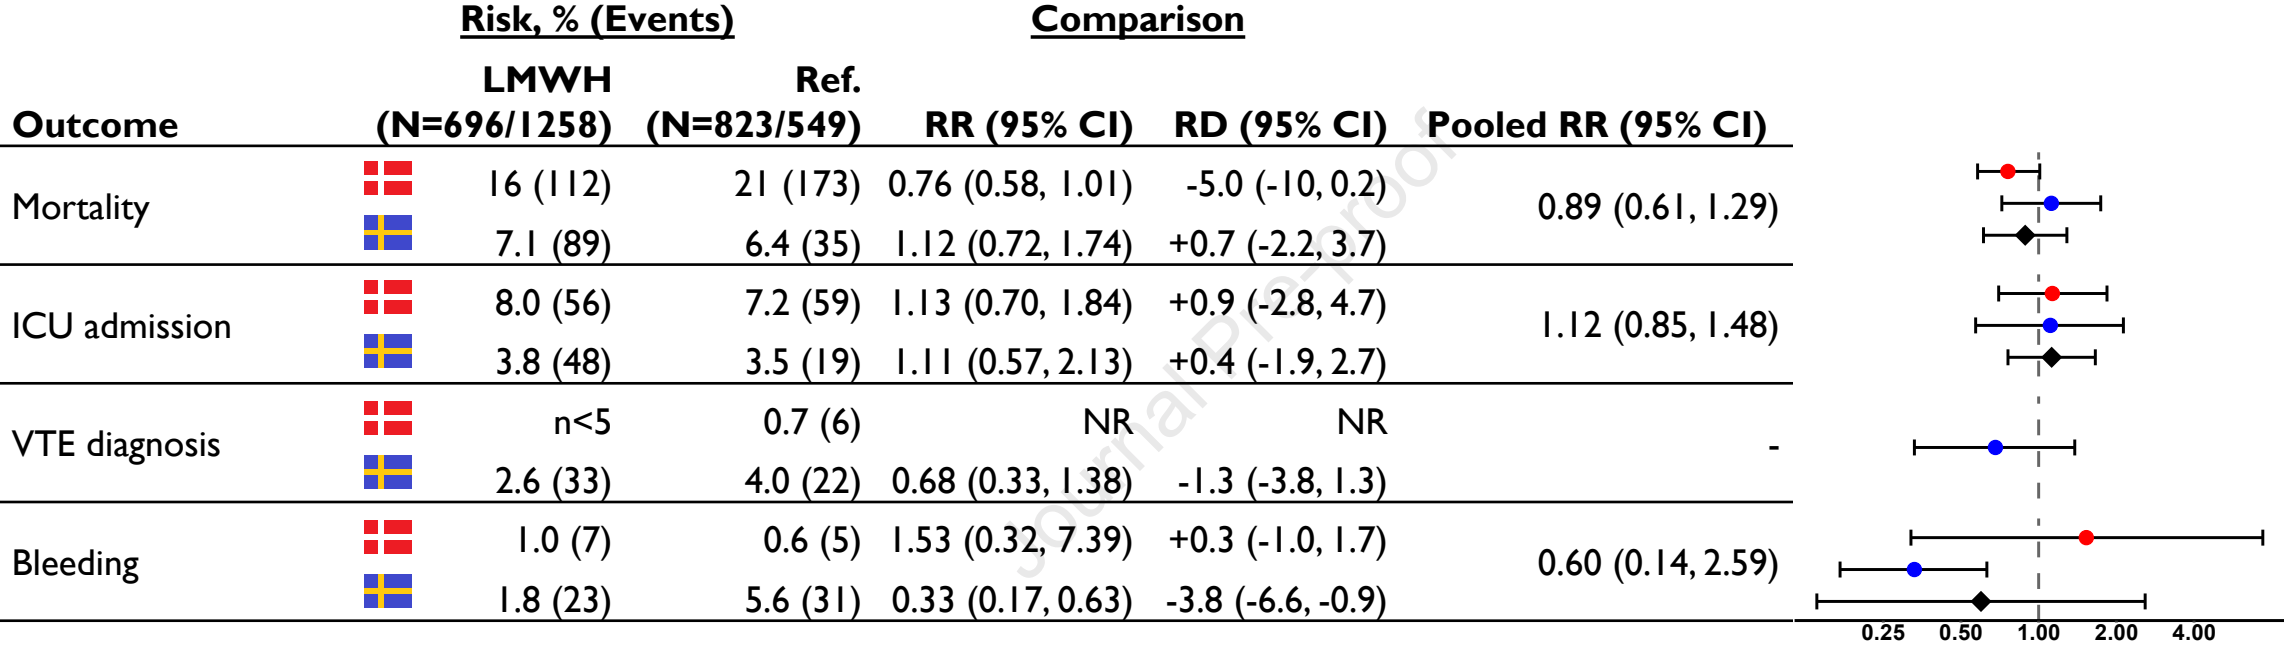 Risk, % (Events) Comparison
LMWH Ref.
Outcome (N=696/1258) (N=823/549) RR (95% CI) RD (95% CI) Pooled RR (95% CI)
16 (112) 21 (173) 0.76 (0.58, 1.01) -5.0 (-10, 0.2)
Mortality 0.89 (0.61, 1.29)
7.1 (89) 6.4 (35) 1.12 (0.72, 1.74) +0.7 (-2.2, 3.7)
8.0 (56) 7.2 (59) 1.13 (0.70, 1.84) +0.9 (-2.8, 4.7)
ICU admission 1.12 (0.85, 1.48)
3.8 (48) 3.5 (19) 1.11 (0.57, 2.13) +0.4 (-1.9, 2.7)
n<5 0.7 (6) NR NR
VTE diagnosis -
2.6 (33) 4.0 (22) 0.68 (0.33, 1.38) -1.3 (-3.8, 1.3)
1.0 (7) 0.6 (5) 1.53 (0.32, 7.39) +0.3 (-1.0, 1.7)
Bleeding 0.60 (0.14, 2.59)
1.8 (23) 5.6 (31) 0.33 (0.17, 0.63) -3.8 (-6.6, -0.9)
0.25 0.50 1.00 2.00 4.00
Journal Pre-proof